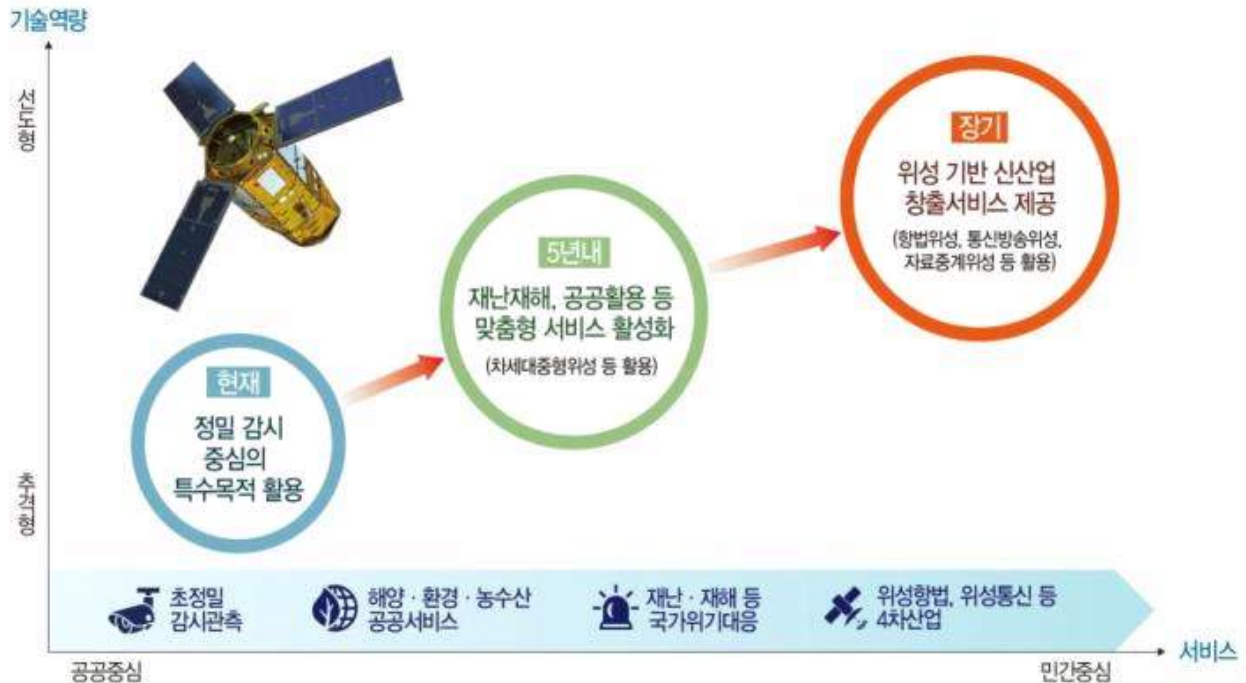 기술역량
선도형
추격형
장기
위성 기반 신산업
창출서비스 제공
(항법위성, 통신방송위성,
자료중계위성 등 활용)
5년내
재난재해, 공공활용 등
맞춤형 서비스 활성화
(차세대중형위성 등 활용)
현재
정밀 감시
중심의
특수목적 활용
초정밀
감시관측
해양 · 환경 · 농수산
공공서비스
재난 · 재해 등
국가위기대응
위성항법, 위성통신 등
4차산업
서비스
공공중심
민간중심